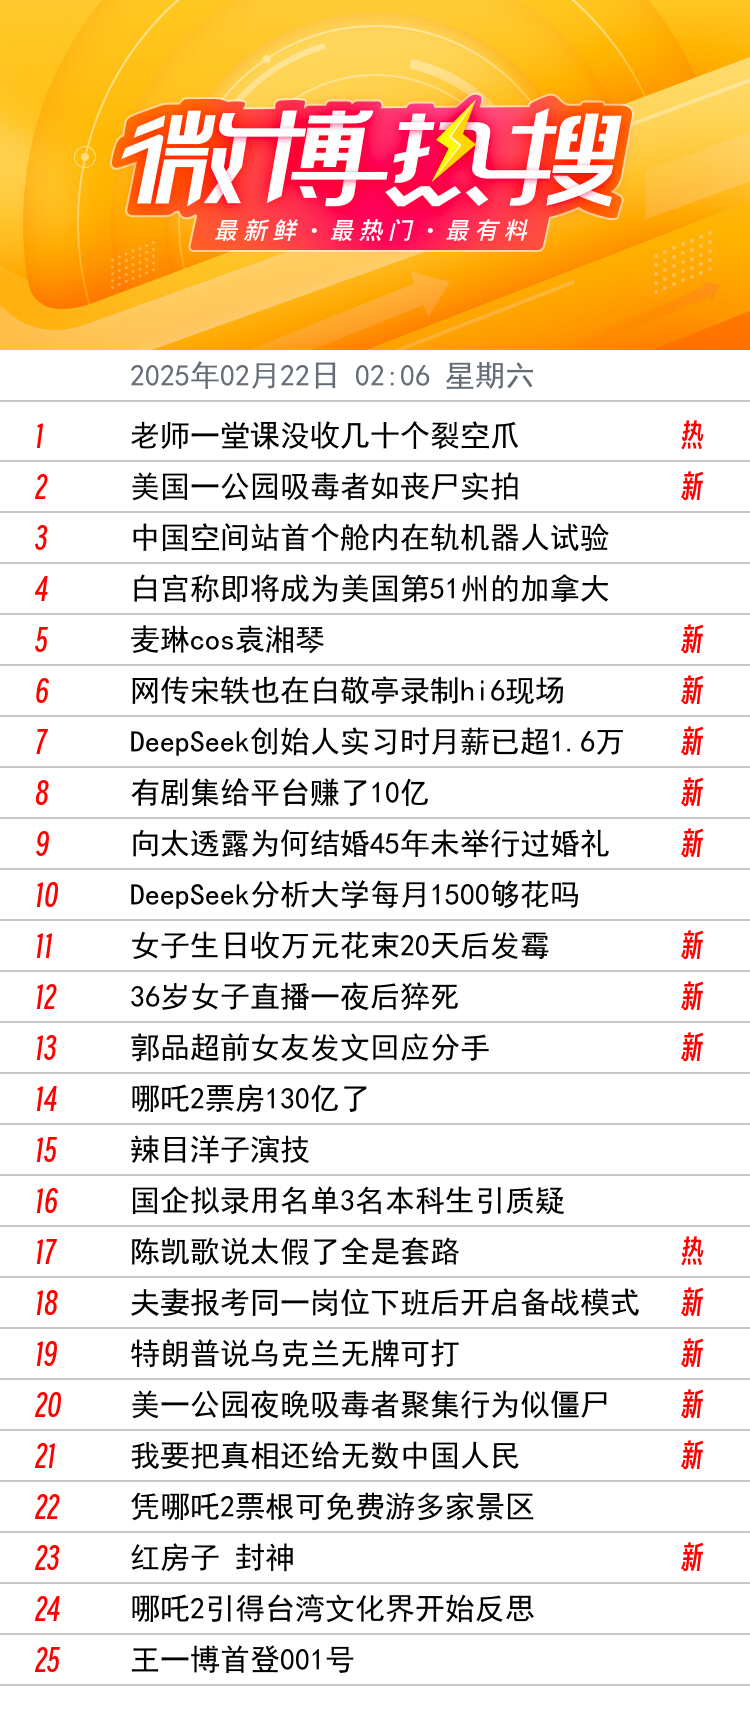 微博热搜
最新鲜·最热门·最有料
2025年02月22日 02:06 星期六
1 老师一堂课没收几十个裂空爪 热
2 美国一公园吸毒者如丧尸实拍 新
3 中国空间站首个舱内在轨机器人试验
4 白宫称即将成为美国第51州的加拿大
5 麦琳cos袁湘琴 新
6 网传宋轶也在白敬亭录制hi6现场 新
7 DeepSeek创始人实习时月薪已超1.6万 新
8 有剧集给平台赚了10亿 新
9 向太透露为何结婚45年未举行过婚礼 新
10 DeepSeek分析大学每月1500够花吗
11 女子生日收万元花束20天后发霉 新
12 36岁女子直播一夜后猝死 新
13 郭品超前女友发文回应分手 新
14 哪吒2票房130亿了
15 辣目洋子演技
16 国企拟录用名单3名本科生引质疑
17 陈凯歌说太假了全是套路 热
18 夫妻报考同一岗位下班后开启备战模式 新
19 特朗普说乌克兰无牌可打 新
20 美一公园夜晚吸毒者聚集行为似僵尸 新
21 我要把真相还给无数中国人民 新
22 凭哪吒2票根可免费游多家景区
23 红房子 封神 新
24 哪吒2引得台湾文化界开始反思
25 王一博首登001号